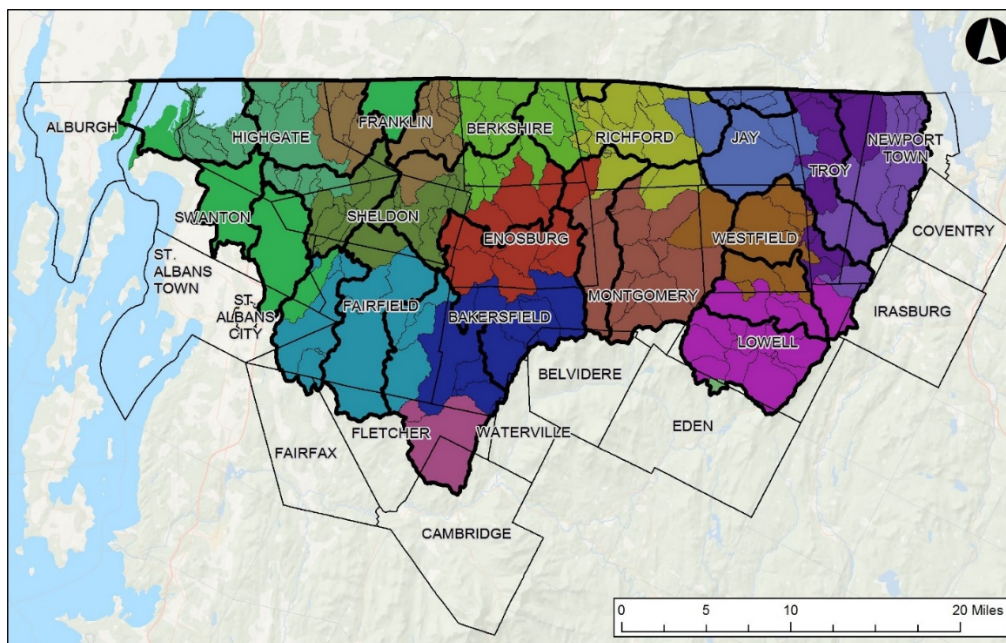 ALBURGH
HIGHGATE
FRANKLIN
BERKSHIRE
RICHFORD
JAY
TROY
NEWPORT
TOWN
SWANTON
SHELDON
ENOSBURG
WESTFIELD
COVENTRY
ST.
ALBANS
TOWN
ST.
ALBANS
CITY
FAIRFIELD
BAKERSFIELD
MONTGOMERY
LOWELL
IRASBURG
BELVIDERE
EDEN
FAIRFAX
FLETCHER
WATERVILLE
CAMBRIDGE
0 5 10 20 Miles